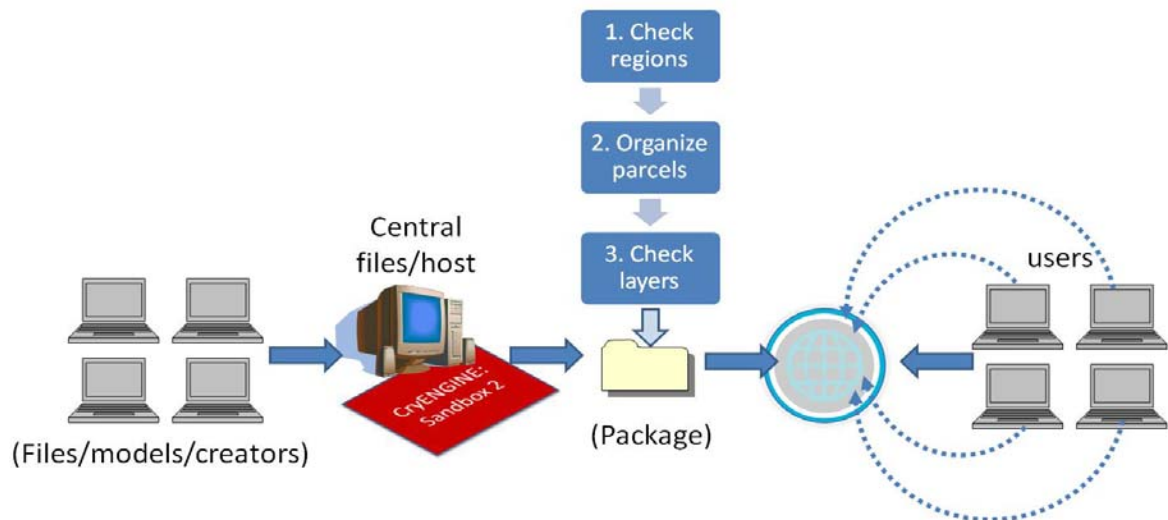 1. Check
regions
2. Organize
parcels
3. Check
layers
Central
files/host
users
CryENGINE:
Sandbox 2
(Files/models/creators)
(Package)